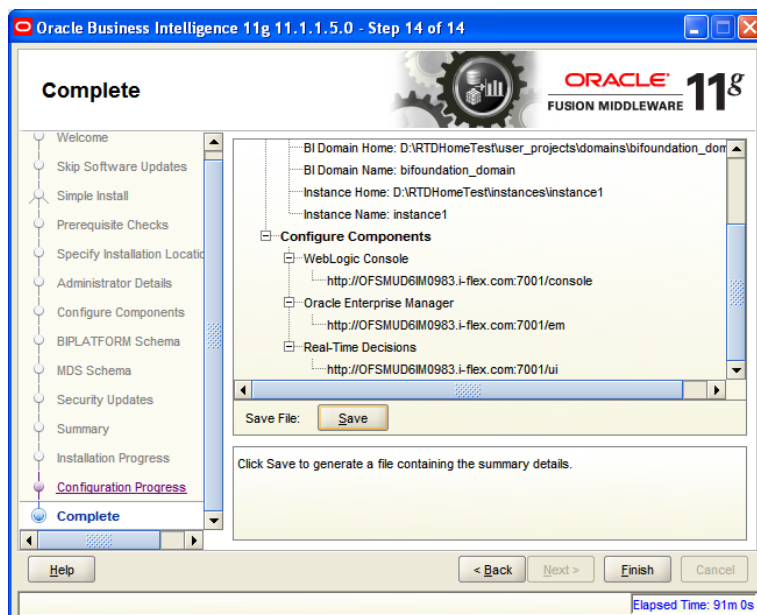 Oracle Business Intelligence 11g 11.1.1.5.0 - Step 14 of 14
Complete
ORACLE
FUSION MIDDLEWARE 11g
Welcome
Skip Software Updates
Simple Install
Prerequisite Checks
Specify Installation Locatic
Administrator Details
Configure Components
BIPLATFORM Schema
MDS Schema
Security Updates
Summary
Installation Progress
Configuration Progress
Complete
BI Domain Home: D:\RTDHomeTest\user_projects\domains\bifoundation_dom
BI Domain Name: bifoundation_domain
Instance Home: D:\RTDHomeTest\instances\instance1
Instance Name: instance1
Configure Components
WebLogic Console
http://OFSMUD6IM0983.i-flex.com:7001/console
Oracle Enterprise Manager
http://OFSMUD6IM0983.i-flex.com:7001/em
Real-Time Decisions
http://OFSMUD6IM0983.i-flex.com:7001/ui
Save File: Save
Click Save to generate a file containing the summary details.
Help < Back Next > Finish Cancel
Elapsed Time: 91m 0s